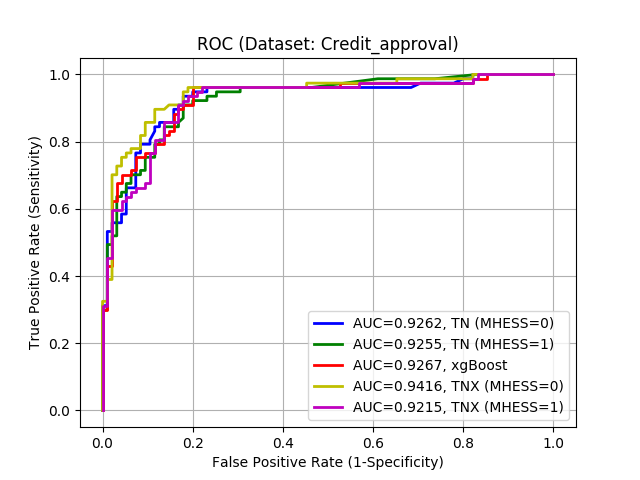 ROC (Dataset: Credit_approval)
True Positive Rate (Sensitivity)
1.0
0.8
0.6
0.4
0.2
0.0
AUC=0.9262, TN (MHESS=0)
AUC=0.9255, TN (MHESS=1)
AUC=0.9267, xgBoost
AUC=0.9416, TNX (MHESS=0)
AUC=0.9215, TNX (MHESS=1)
0.0 0.2 0.4 0.6 0.8 1.0
False Positive Rate (1-Specificity)